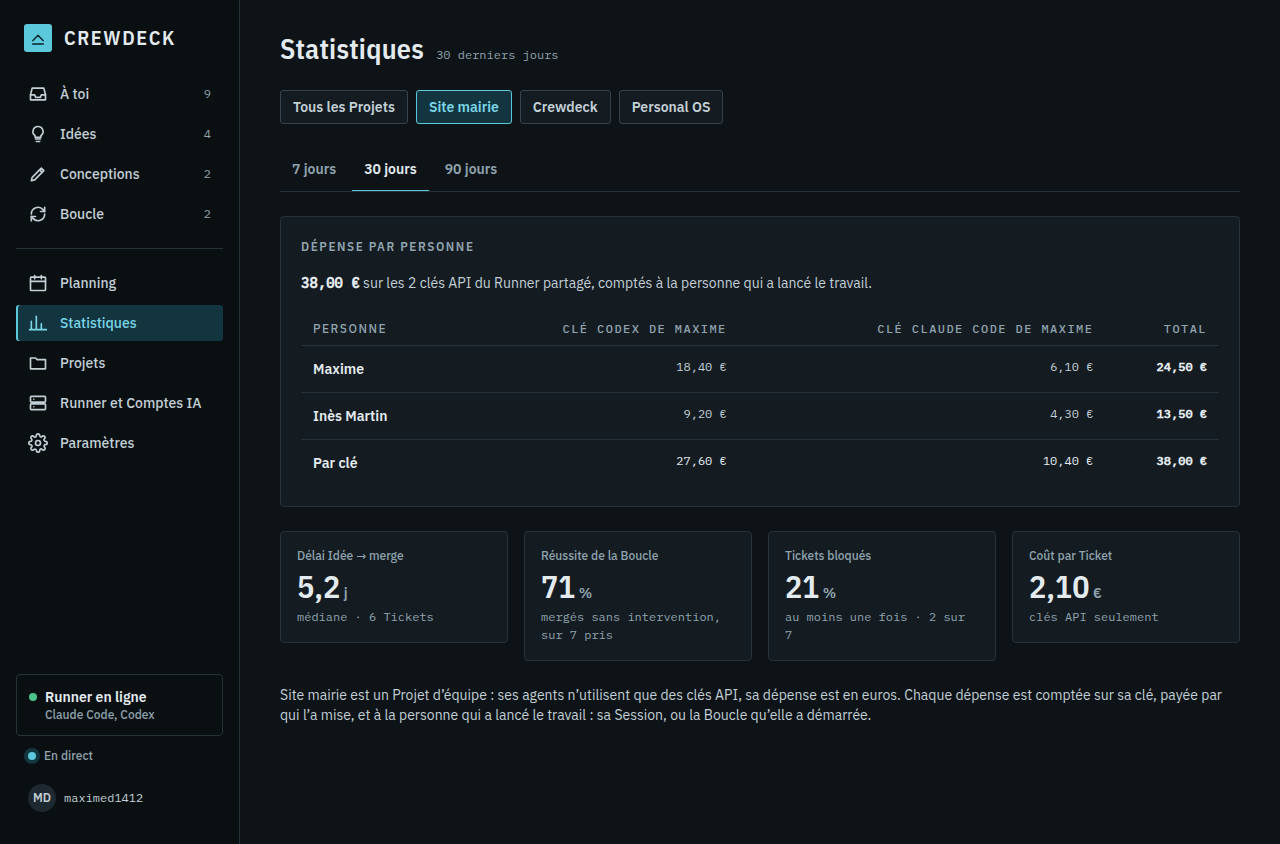 CREWDECK
À toi 9
Idées 4
Conceptions 2
Boucle 2
Planning
Statistiques
Projets
Runner et Comptes IA
Paramètres
Runner en ligne
Claude Code, Codex
En direct
MD maximed1412
Statistiques 30 derniers jours
Tous les Projets Site mairie Crewdeck Personal OS
7 jours 30 jours 90 jours
DÉPENSE PAR PERSONNE
38,00 € sur les 2 clés API du Runner partagé, comptés à la personne qui a lancé le travail.
PERSONNE CLÉ CODEX DE MAXIME CLÉ CLAUDE CODE DE MAXIME TOTAL
Maxime 18,40 € 6,10 € 24,50 €
Inès Martin 9,20 € 4,30 € 13,50 €
Par clé 27,60 € 10,40 € 38,00 €
Délai Idée → merge
5,2 j
médiane · 6 Tickets
Réussite de la Boucle
71 %
mergés sans intervention,
sur 7 pris
Tickets bloqués
21 %
au moins une fois · 2 sur
7
Coût par Ticket
2,10 €
clés API seulement
Site mairie est un Projet d’équipe : ses agents n’utilisent que des clés API, sa dépense est en euros. Chaque dépense est comptée sur sa clé, payée par
qui l’a mise, et à la personne qui a lancé le travail : sa Session, ou la Boucle qu’elle a démarrée.